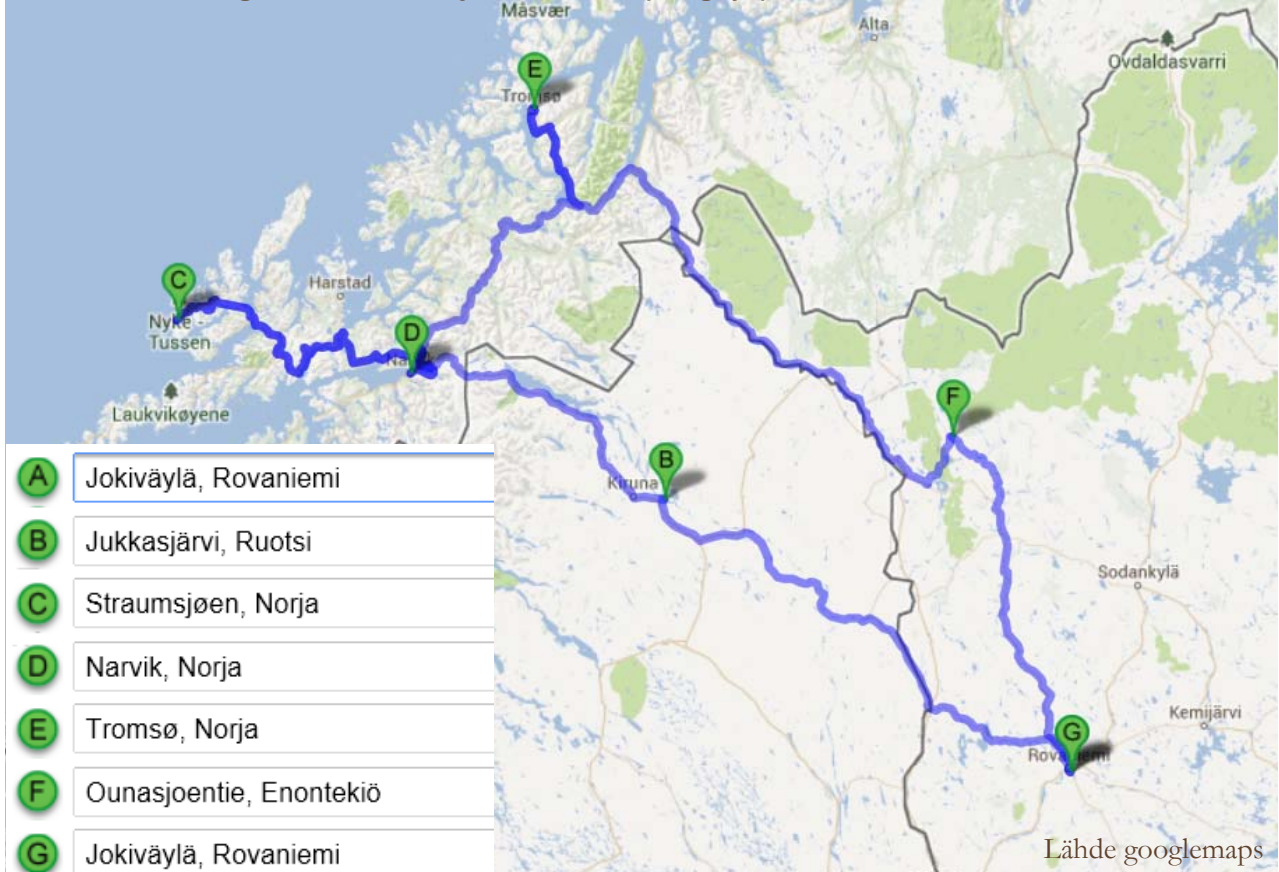 Måsvær
Alta
Ovdaldasvarri
E
Tromsø
C
Harstad
Nyke -
Tussen
D
Laukvikøyene
F
B
Kiruna
Sodankylä
Kemijärvi
G
Rovaniemi
A Jokiväylä, Rovaniemi
B Jukkasjärvi, Ruotsi
C Straumsjøen, Norja
D Narvik, Norja
E Tromsø, Norja
F Ounasjoentie, Enontekiö
G Jokiväylä, Rovaniemi
Lähde googlemaps